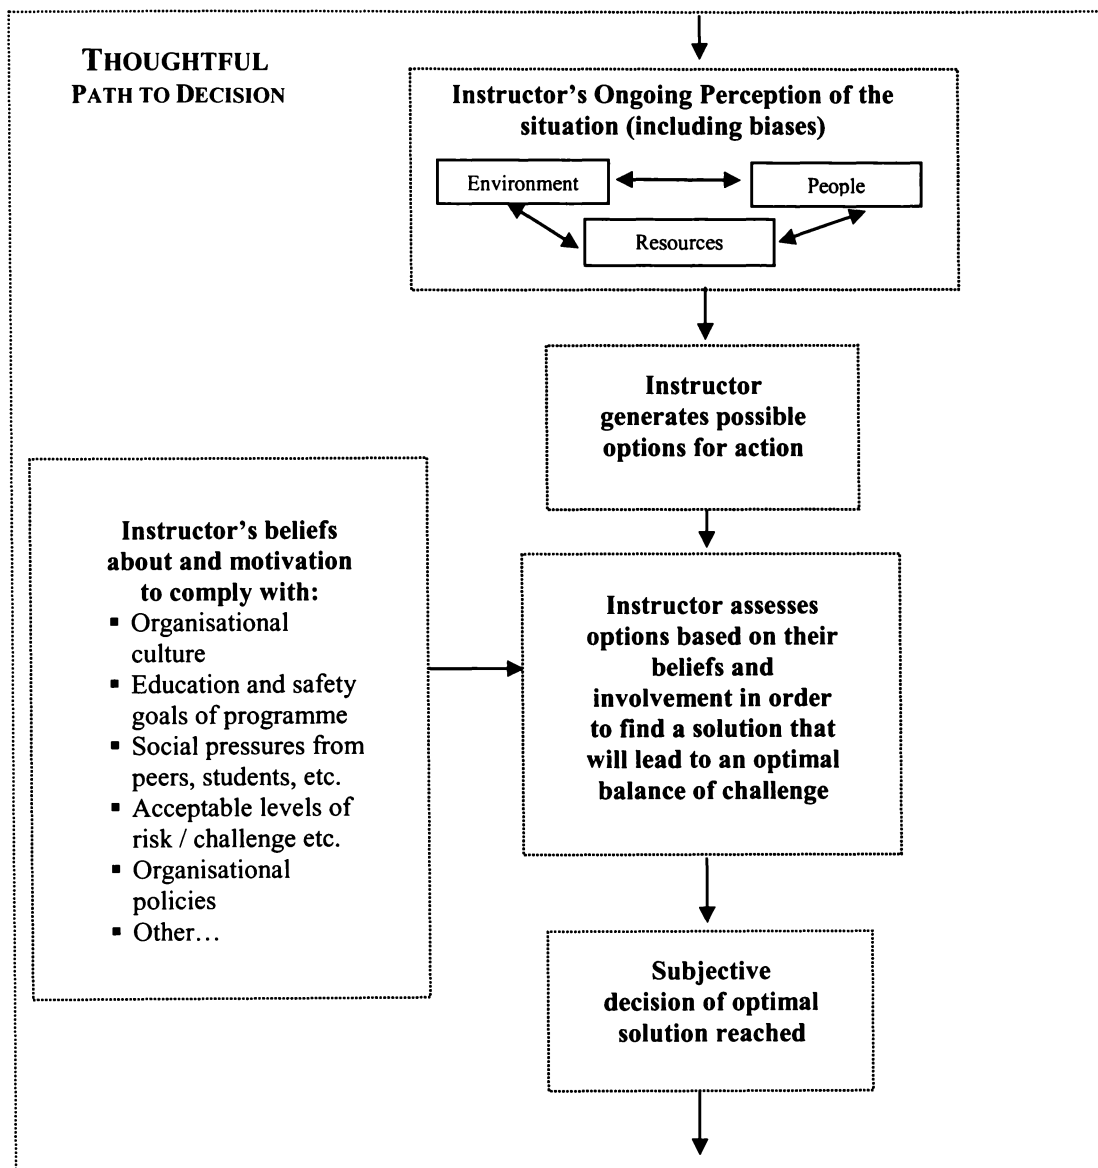 THOUGHTFUL
PATH TO DECISION
Instructor’s Ongoing Perception of the
situation (including biases)
Environment
People
Resources
Instructor
generates possible
options for action
Instructor’s beliefs
about and motivation
to comply with:
▪ Organisational
culture
▪ Education and safety
goals of programme
▪ Social pressures from
peers, students, etc.
▪ Acceptable levels of
risk / challenge etc.
▪ Organisational
policies
▪ Other…
Instructor assesses
options based on their
beliefs and
involvement in order
to find a solution that
will lead to an optimal
balance of challenge
Subjective
decision of optimal
solution reached